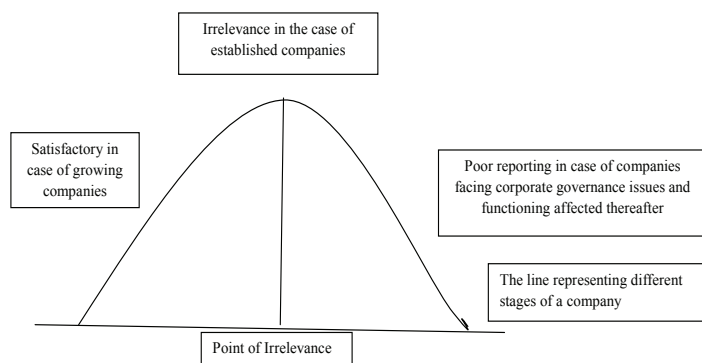 Irrelevance in the case of
established companies
Satisfactory in
case of growing
companies
Poor reporting in case of companies
facing corporate governance issues and
functioning affected thereafter
The line representing different
stages of a company
Point of Irrelevance